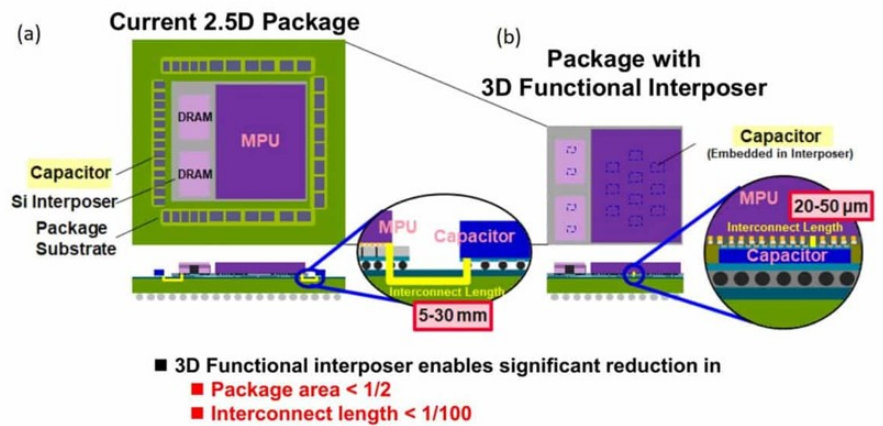 (a)
Current 2.5D Package
DRAM
MPU
DRAM
Capacitor
Si Interposer
Package
Substrate
MPU
Capacitor
Interconnect Length
5-30 mm
(b)
Package with
3D Functional Interposer
Capacitor
(Embedded in Interposer)
MPU
20-50 µm
Interconnect Length
Capacitor
■ 3D Functional interposer enables significant reduction in
■ Package area < 1/2
■ Interconnect length < 1/100